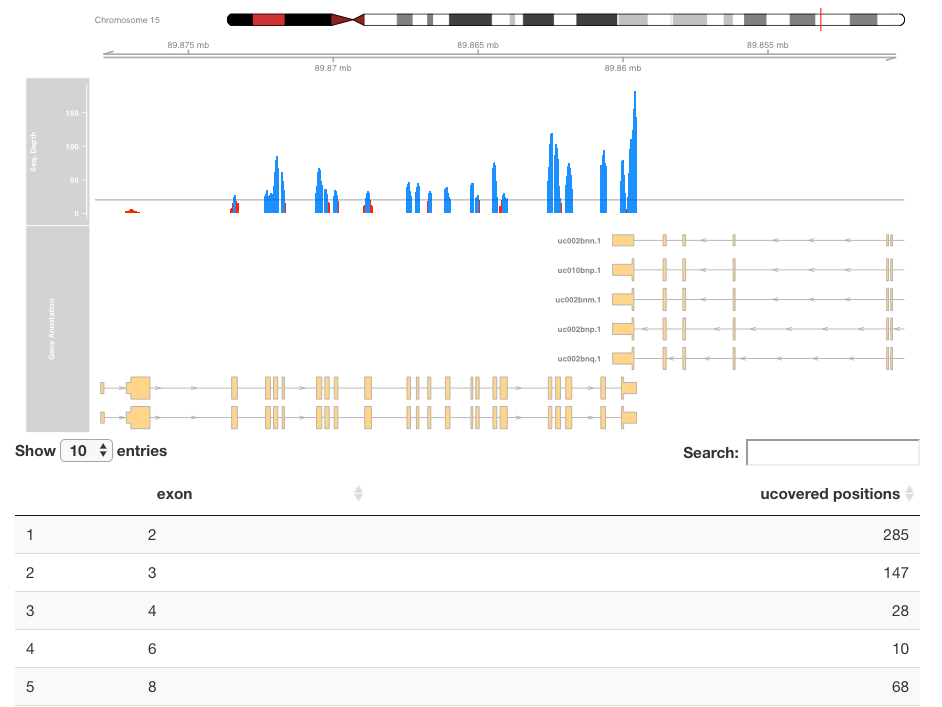 Chromosome 15
89.875 mb 89.865 mb 89.855 mb
89.87 mb 89.86 mb
Seq. Depth
150
100
50
0
Gene Annotation
uc002bnn.1
uc010bnp.1
uc002bnm.1
uc002bnp.1
uc002bnq.1
Show 10 entries Search:
exon ucovered positions
1 2 285
2 3 147
3 4 28
4 6 10
5 8 68